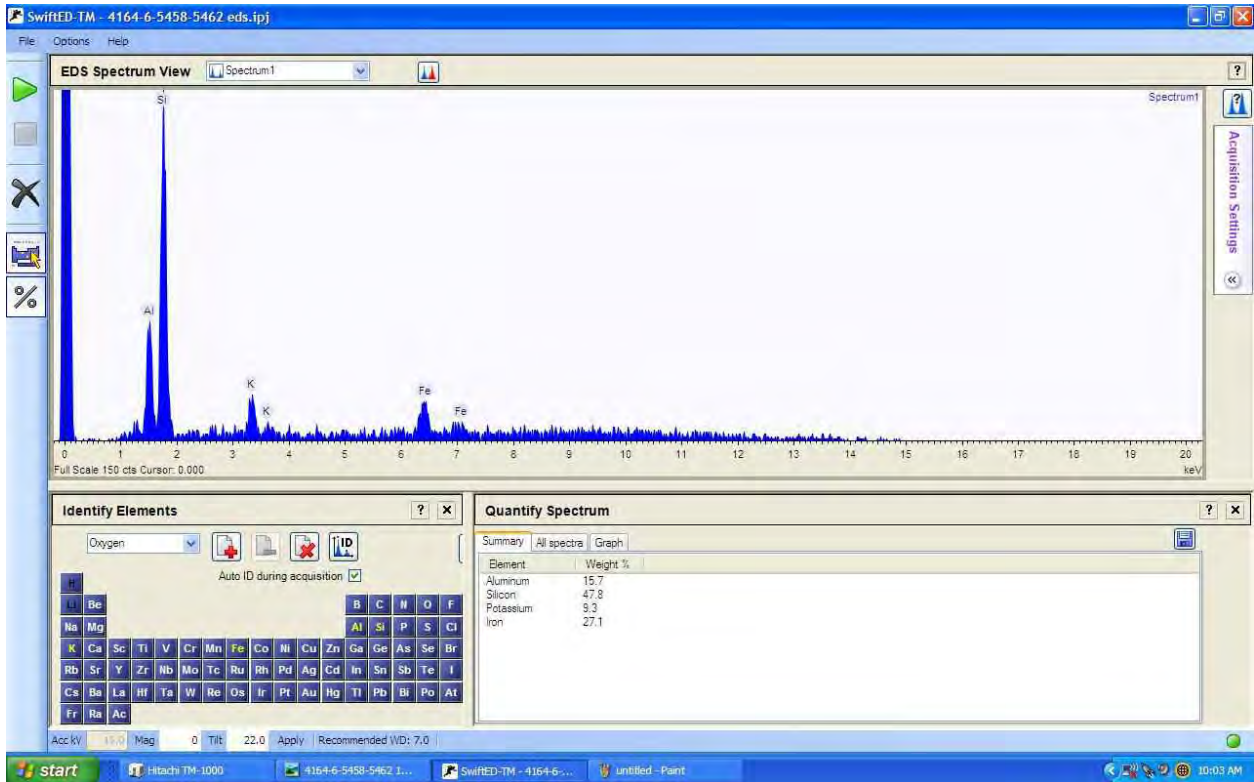 SwiftED-TM - 4164-6-5458-5462 eds.ipj
File Options Help
EDS Spectrum View Spectrum1 ?
Spectrum1
Acquisition Settings
%
Si
Al
K
K
Fe
Fe
0 1 2 3 4 5 6 7 8 9 10 11 12 13 14 15 16 17 18 19 20
Full Scale 150 cts Cursor: 0.000 keV
Identify Elements ?
Oxygen ID
Auto ID during acquisition
H
Li Be B C N O F
Na Mg Al Si P S Cl
K Ca Sc Ti V Cr Mn Fe Co Ni Cu Zn Ga Ge As Se Br
Rb Sr Y Zr Nb Mo Tc Ru Rh Pd Ag Cd In Sn Sb Te I
Cs Ba La Hf Ta W Re Os Ir Pt Au Hg Tl Pb Bi Po At
Fr Ra Ac
Quantify Spectrum ?
Summary All spectra Graph
Element Weight %
Aluminum 15.7
Silicon 47.8
Potassium 9.3
Iron 27.1
Acc kV 15.0 Mag 0 Tilt 22.0 Apply Recommended WD: 7.0
start Hitachi TM-1000 4164-6-5458-5462 1... SwiftED-TM - 4164-6-... untitled - Paint 10:03 AM